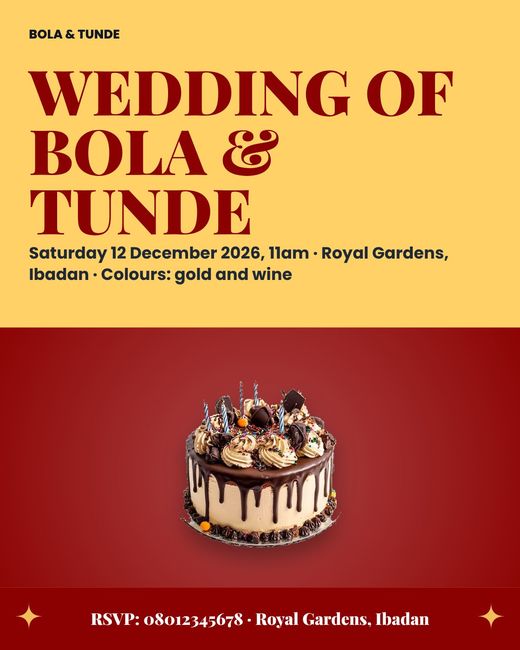 BOLA & TUNDE
WEDDING OF
BOLA &
TUNDE
Saturday 12 December 2026, 11am · Royal Gardens,
Ibadan · Colours: gold and wine
RSVP: 08012345678 · Royal Gardens, Ibadan